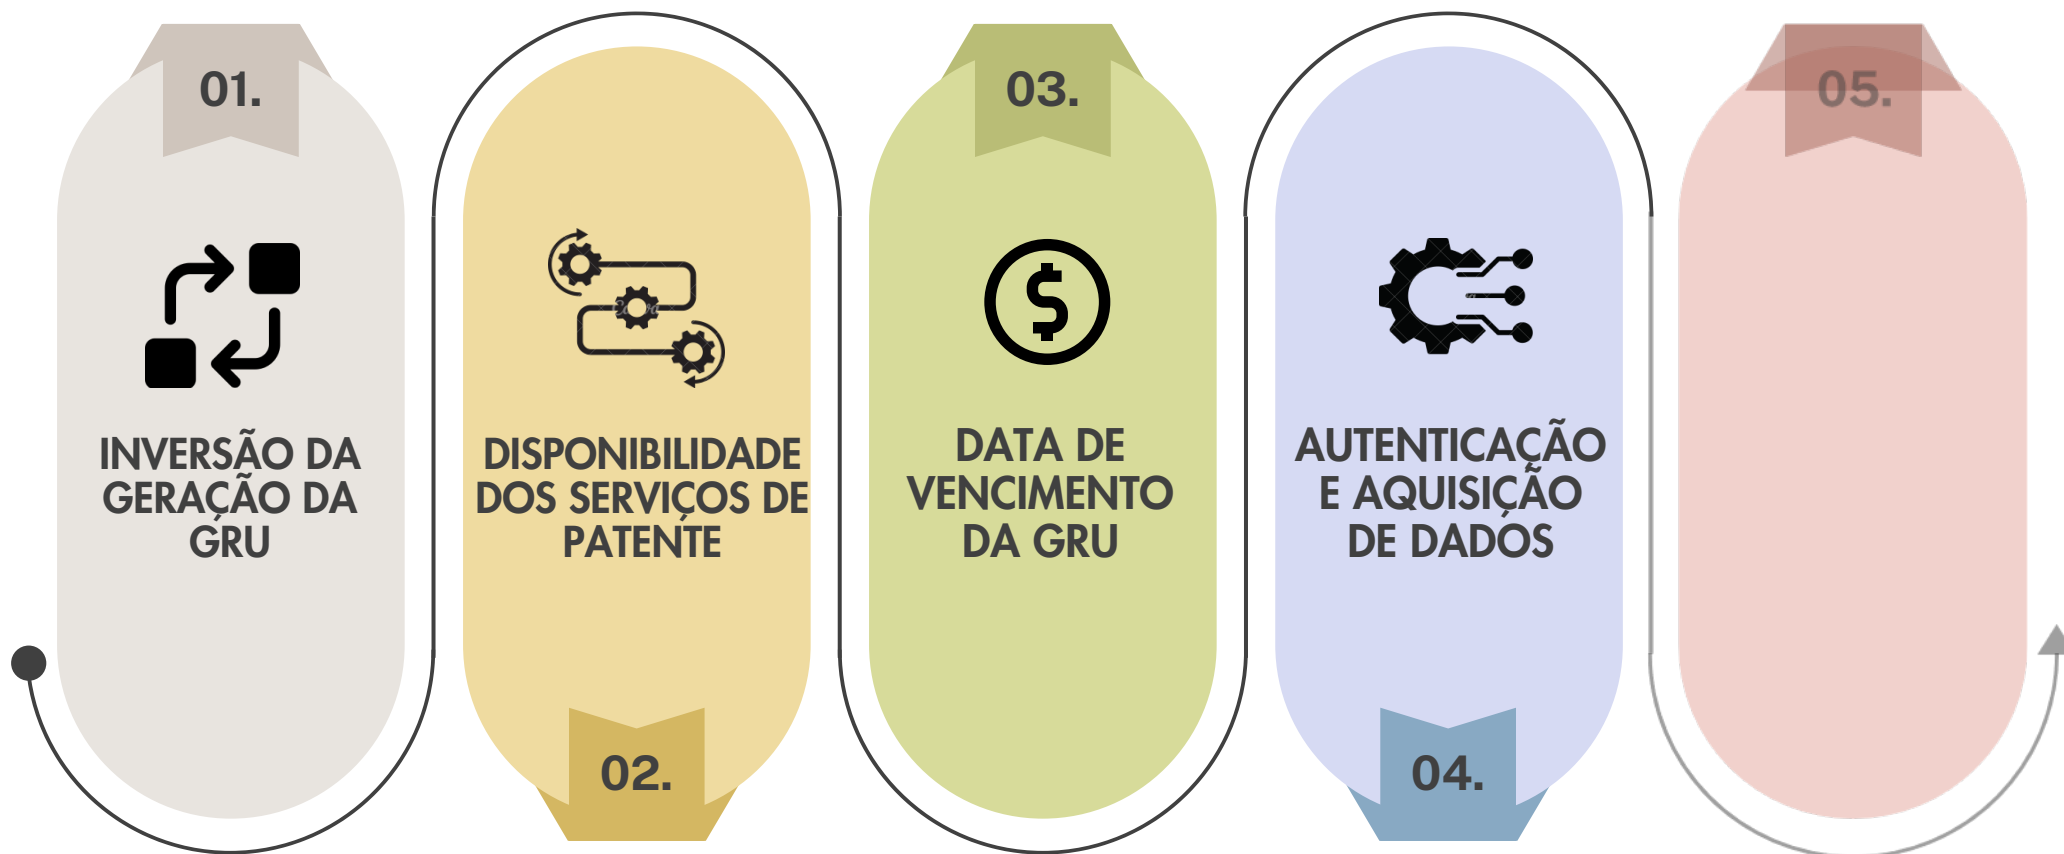 01.
INVERSÃO DA
GERAÇÃO DA
GRU
DISPONIBILIDADE
DOS SERVIÇOS DE
PATENTE
02.
03.
DATA DE
VENCIMENTO
DA GRU
AUTENTICAÇÃO
E AQUISIÇÃO
DE DADOS
04.
05.